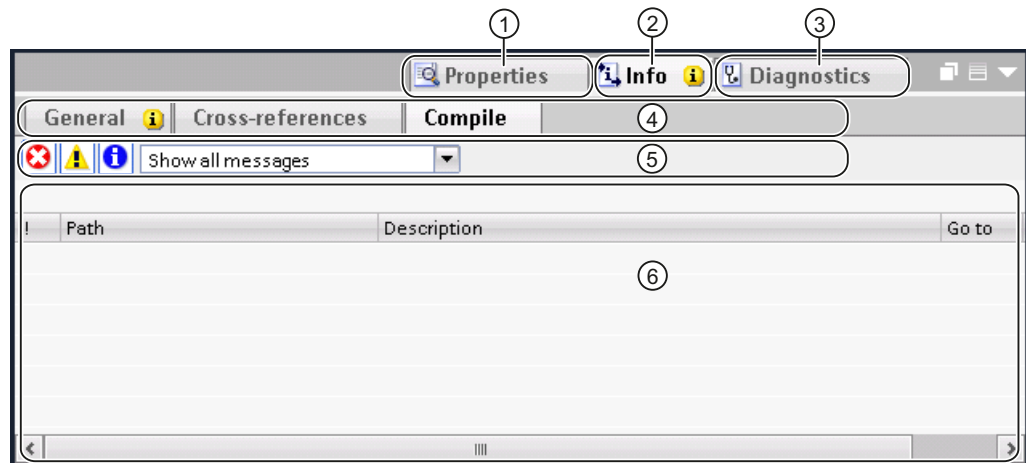 1 2 3
Properties Info Diagnostics
General Cross-references Compile 4
Show all messages 5
! Path Description Go to
6